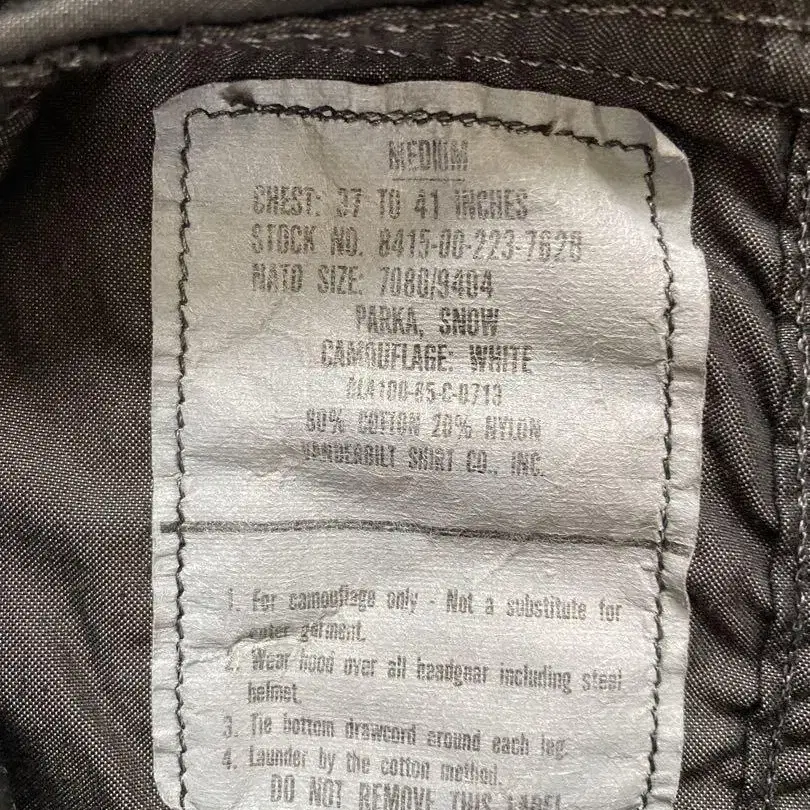 MEDIUM
CHEST: 37 TO 41 INCHES
STOCK NO. 8415-00-223-7628
NATO SIZE: 7080/9404
PARKA, SNOW
CAMOUFLAGE: WHITE
80% COTTON 20% NYLON
VANDERBILT SHIRT CO., INC.
1. For camouflage only - Not a substitute for
outer garment.
2. Wear hood over all headgear including steel
helmet.
3. Tie bottom drawcord around each leg.
4. Launder by the cotton method.
DO NOT REMOVE THIS LABEL